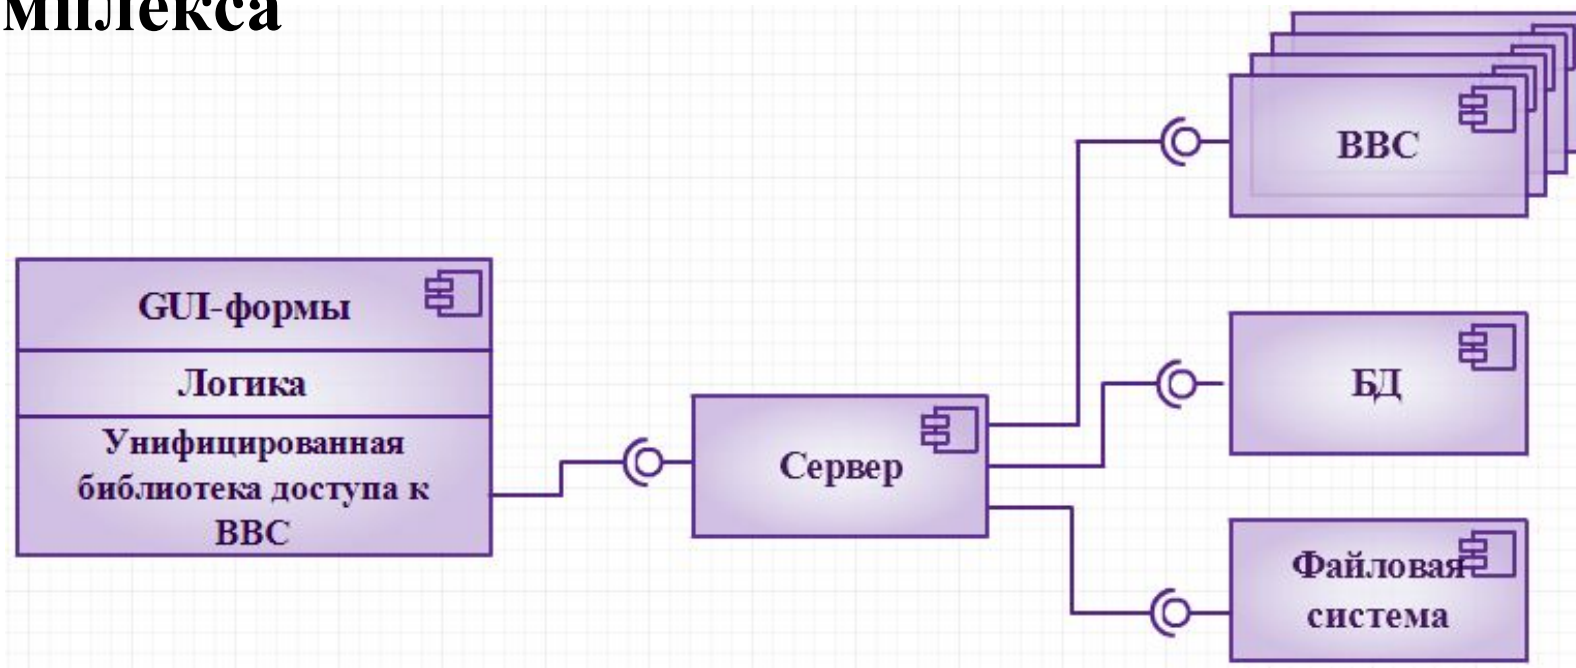 мплекса
ВВС
GUI-формы
Логика
Унифицированная
библиотека доступа к
ВВС
Сервер
БД
Файловая
система